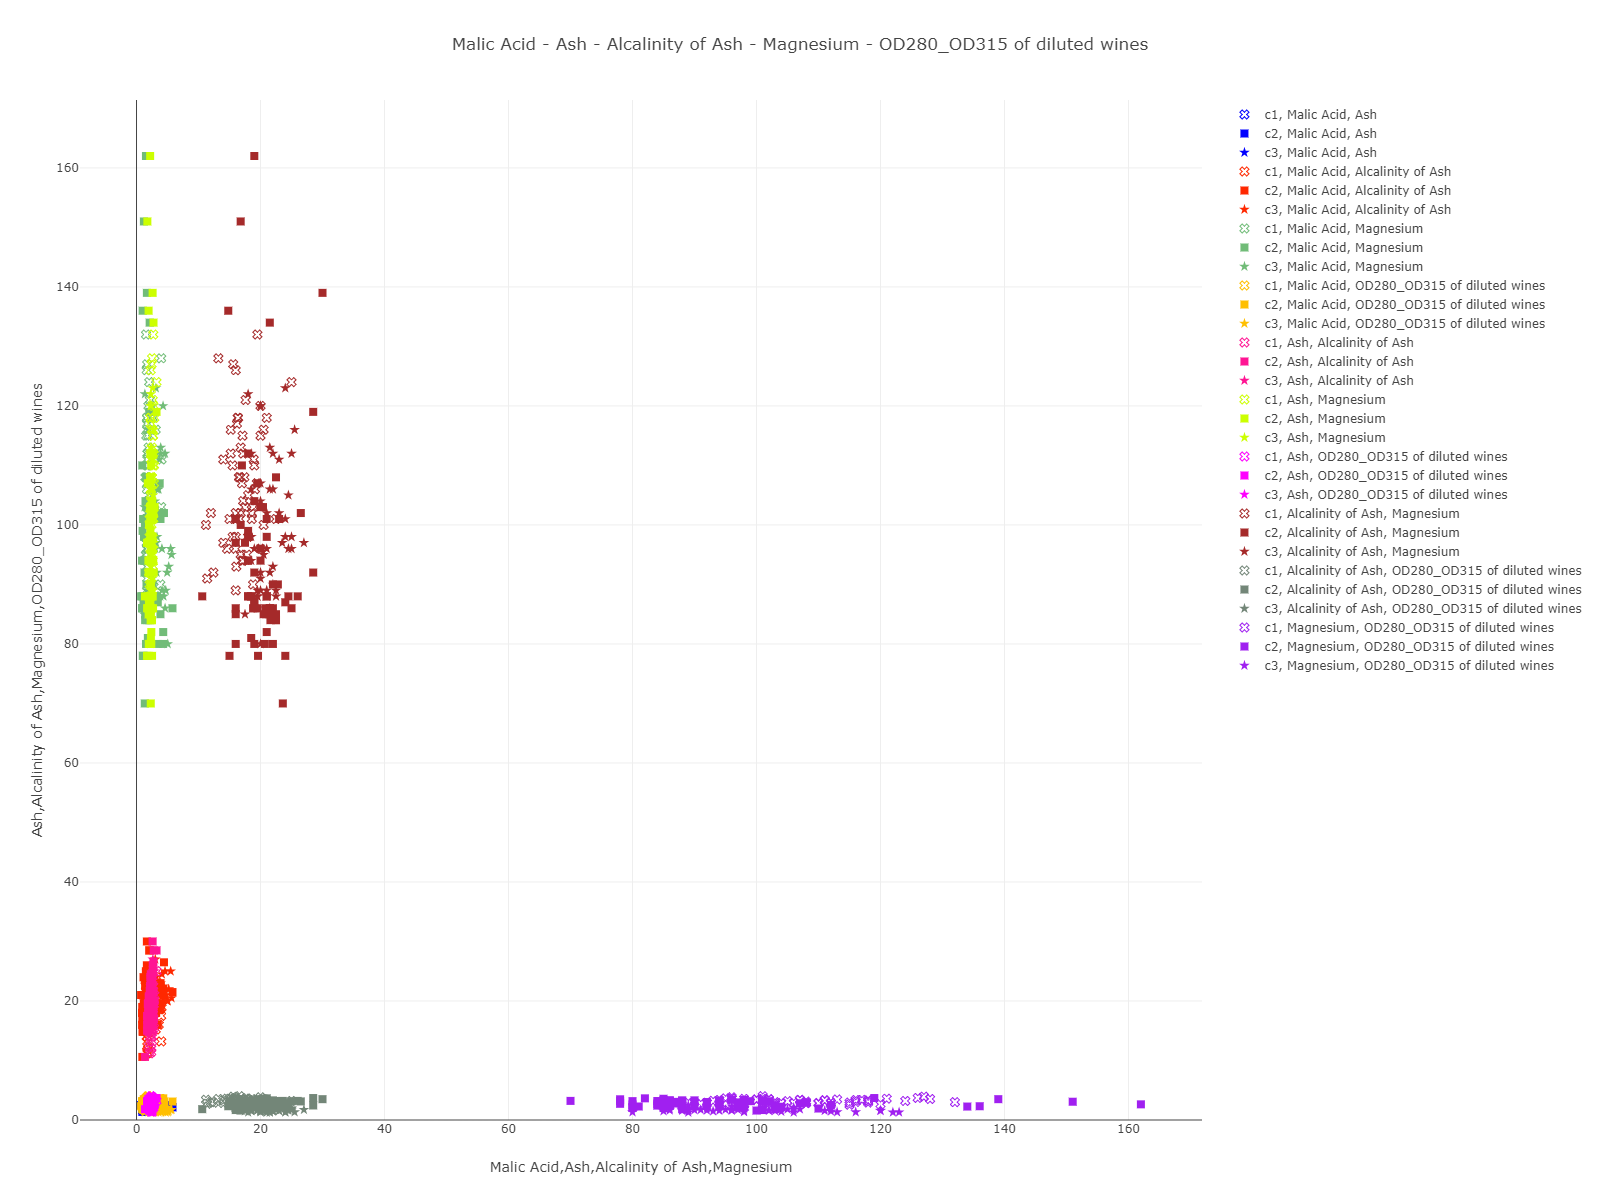 Malic Acid - Ash - Alcalinity of Ash - Magnesium - OD280_OD315 of diluted wines
c1, Malic Acid, Ash
c2, Malic Acid, Ash
c3, Malic Acid, Ash
c1, Malic Acid, Alcalinity of Ash
c2, Malic Acid, Alcalinity of Ash
c3, Malic Acid, Alcalinity of Ash
c1, Malic Acid, Magnesium
c2, Malic Acid, Magnesium
c3, Malic Acid, Magnesium
c1, Malic Acid, OD280_OD315 of diluted wines
c2, Malic Acid, OD280_OD315 of diluted wines
c3, Malic Acid, OD280_OD315 of diluted wines
c1, Ash, Alcalinity of Ash
c2, Ash, Alcalinity of Ash
c3, Ash, Alcalinity of Ash
c1, Ash, Magnesium
c2, Ash, Magnesium
c3, Ash, Magnesium
c1, Ash, OD280_OD315 of diluted wines
c2, Ash, OD280_OD315 of diluted wines
c3, Ash, OD280_OD315 of diluted wines
c1, Alcalinity of Ash, Magnesium
c2, Alcalinity of Ash, Magnesium
c3, Alcalinity of Ash, Magnesium
c1, Alcalinity of Ash, OD280_OD315 of diluted wines
c2, Alcalinity of Ash, OD280_OD315 of diluted wines
c3, Alcalinity of Ash, OD280_OD315 of diluted wines
c1, Magnesium, OD280_OD315 of diluted wines
c2, Magnesium, OD280_OD315 of diluted wines
c3, Magnesium, OD280_OD315 of diluted wines
Ash,Alcalinity of Ash,Magnesium,OD280_OD315 of diluted wines
160
140
120
100
80
60
40
20
0
0 20 40 60 80 100 120 140 160
Malic Acid,Ash,Alcalinity of Ash,Magnesium